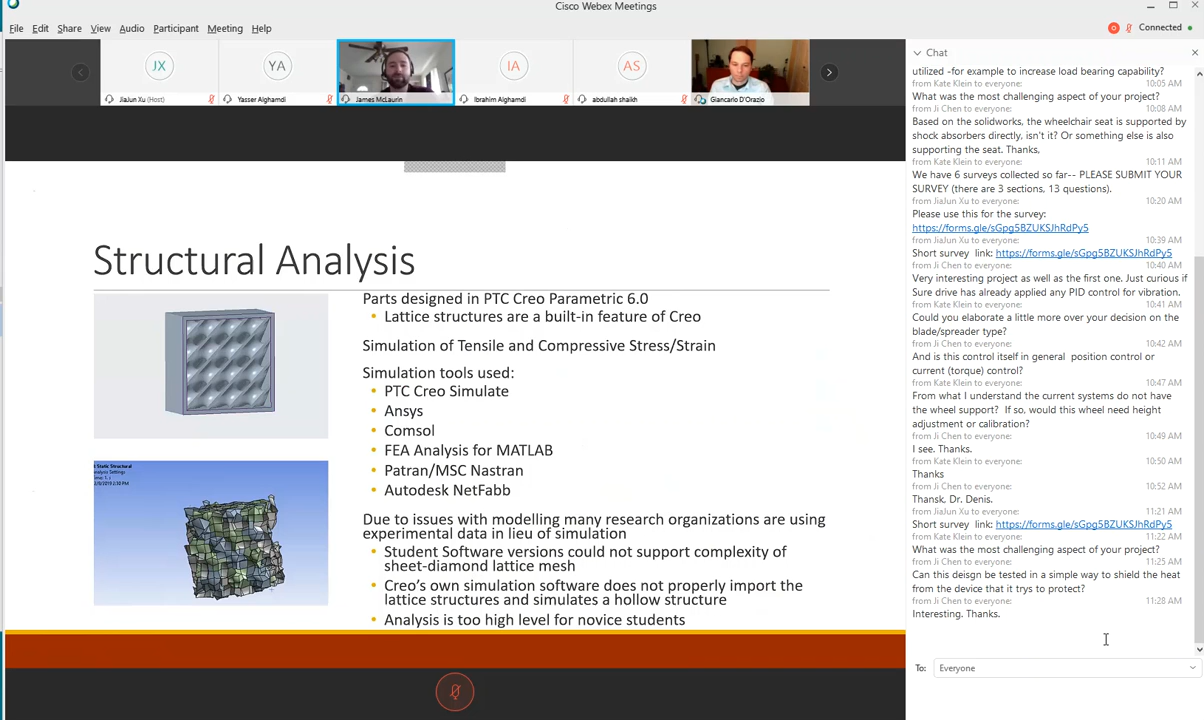 Cisco Webex Meetings
File Edit Share View Audio Participant Meeting Help
Connected
JX
YA
IA
AS
JiaJun Xu (Host)
Yasser Alghamdi
James McLaurin
Ibrahim Alghamdi
abdullah shaikh
Giancarlo D'Orazio
Structural Analysis
Parts designed in PTC Creo Parametric 6.0
• Lattice structures are a built-in feature of Creo
Simulation of Tensile and Compressive Stress/Strain
Simulation tools used:
• PTC Creo Simulate
• Ansys
• Comsol
• FEA Analysis for MATLAB
• Patran/MSC Nastran
• Autodesk NetFabb
Due to issues with modelling many research organizations are using
experimental data in lieu of simulation
• Student Software versions could not support complexity of
sheet-diamond lattice mesh
• Creo's own simulation software does not properly import the
lattice structures and simulates a hollow structure
• Analysis is too high level for novice students
Static Structural
Chat
utilized -for example to increase load bearing capability?
from Kate Klein to everyone: 10:05 AM
What was the most challenging aspect of your project?
from Ji Chen to everyone: 10:08 AM
Based on the solidworks, the wheelchair seat is supported by
shock absorbers directly, isn't it? Or something else is also
supporting the seat. Thanks,
from Kate Klein to everyone: 10:11 AM
We have 6 surveys collected so far-- PLEASE SUBMIT YOUR
SURVEY (there are 3 sections, 13 questions).
from JiaJun Xu to everyone: 10:20 AM
Please use this for the survey:
https://forms.gle/sGpg5BZUKSJhRdPy5
from JiaJun Xu to everyone: 10:39 AM
Short survey link: https://forms.gle/sGpg5BZUKSJhRdPy5
from Ji Chen to everyone: 10:40 AM
Very interesting project as well as the first one. Just curious if
Sure drive has already applied any PID control for vibration.
from Kate Klein to everyone: 10:41 AM
Could you elaborate a little more over your decision on the
blade/spreader type?
from Ji Chen to everyone: 10:42 AM
And is this control itself in general position control or
current (torque) control?
from Kate Klein to everyone: 10:47 AM
From what I understand the current systems do not have
the wheel support? If so, would this wheel need height
adjustment or calibration?
from Ji Chen to everyone: 10:49 AM
I see. Thanks.
from Kate Klein to everyone: 10:50 AM
Thanks
from Ji Chen to everyone: 10:52 AM
Thansk, Dr. Denis.
from JiaJun Xu to everyone: 11:21 AM
Short survey link: https://forms.gle/sGpg5BZUKSJhRdPy5
from Kate Klein to everyone: 11:22 AM
What was the most challenging aspect of your project?
from Ji Chen to everyone: 11:25 AM
Can this deisgn be tested in a simple way to shield the heat
from the device that it trys to protect?
from Ji Chen to everyone: 11:28 AM
Interesting. Thanks.
To: Everyone